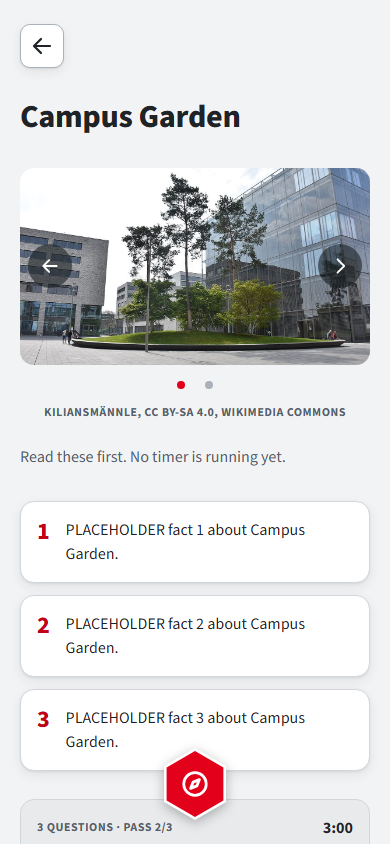 Campus Garden
KILIANSMÄNNLE, CC BY-SA 4.0, WIKIMEDIA COMMONS
Read these first. No timer is running yet.
1 PLACEHOLDER fact 1 about Campus
Garden.
2 PLACEHOLDER fact 2 about Campus
Garden.
3 PLACEHOLDER fact 3 about Campus
Garden.
3 QUESTIONS · PASS 2/3 3:00